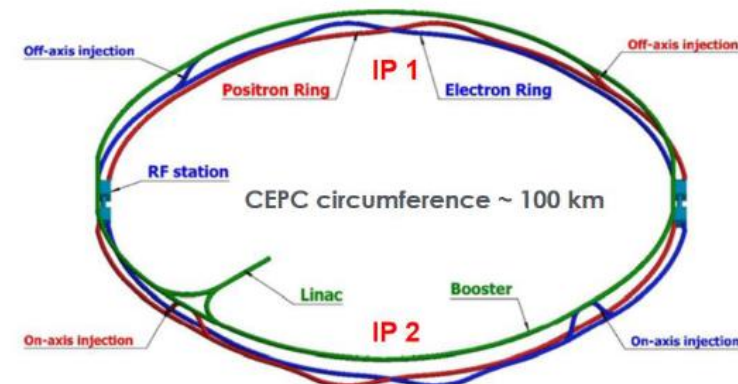 Off-axis injection
Off-axis injection
Positron Ring
IP 1
Electron Ring
RF station
CEPC circumference ~ 100 km
Linac
Booster
On-axis injection
IP 2
On-axis injection